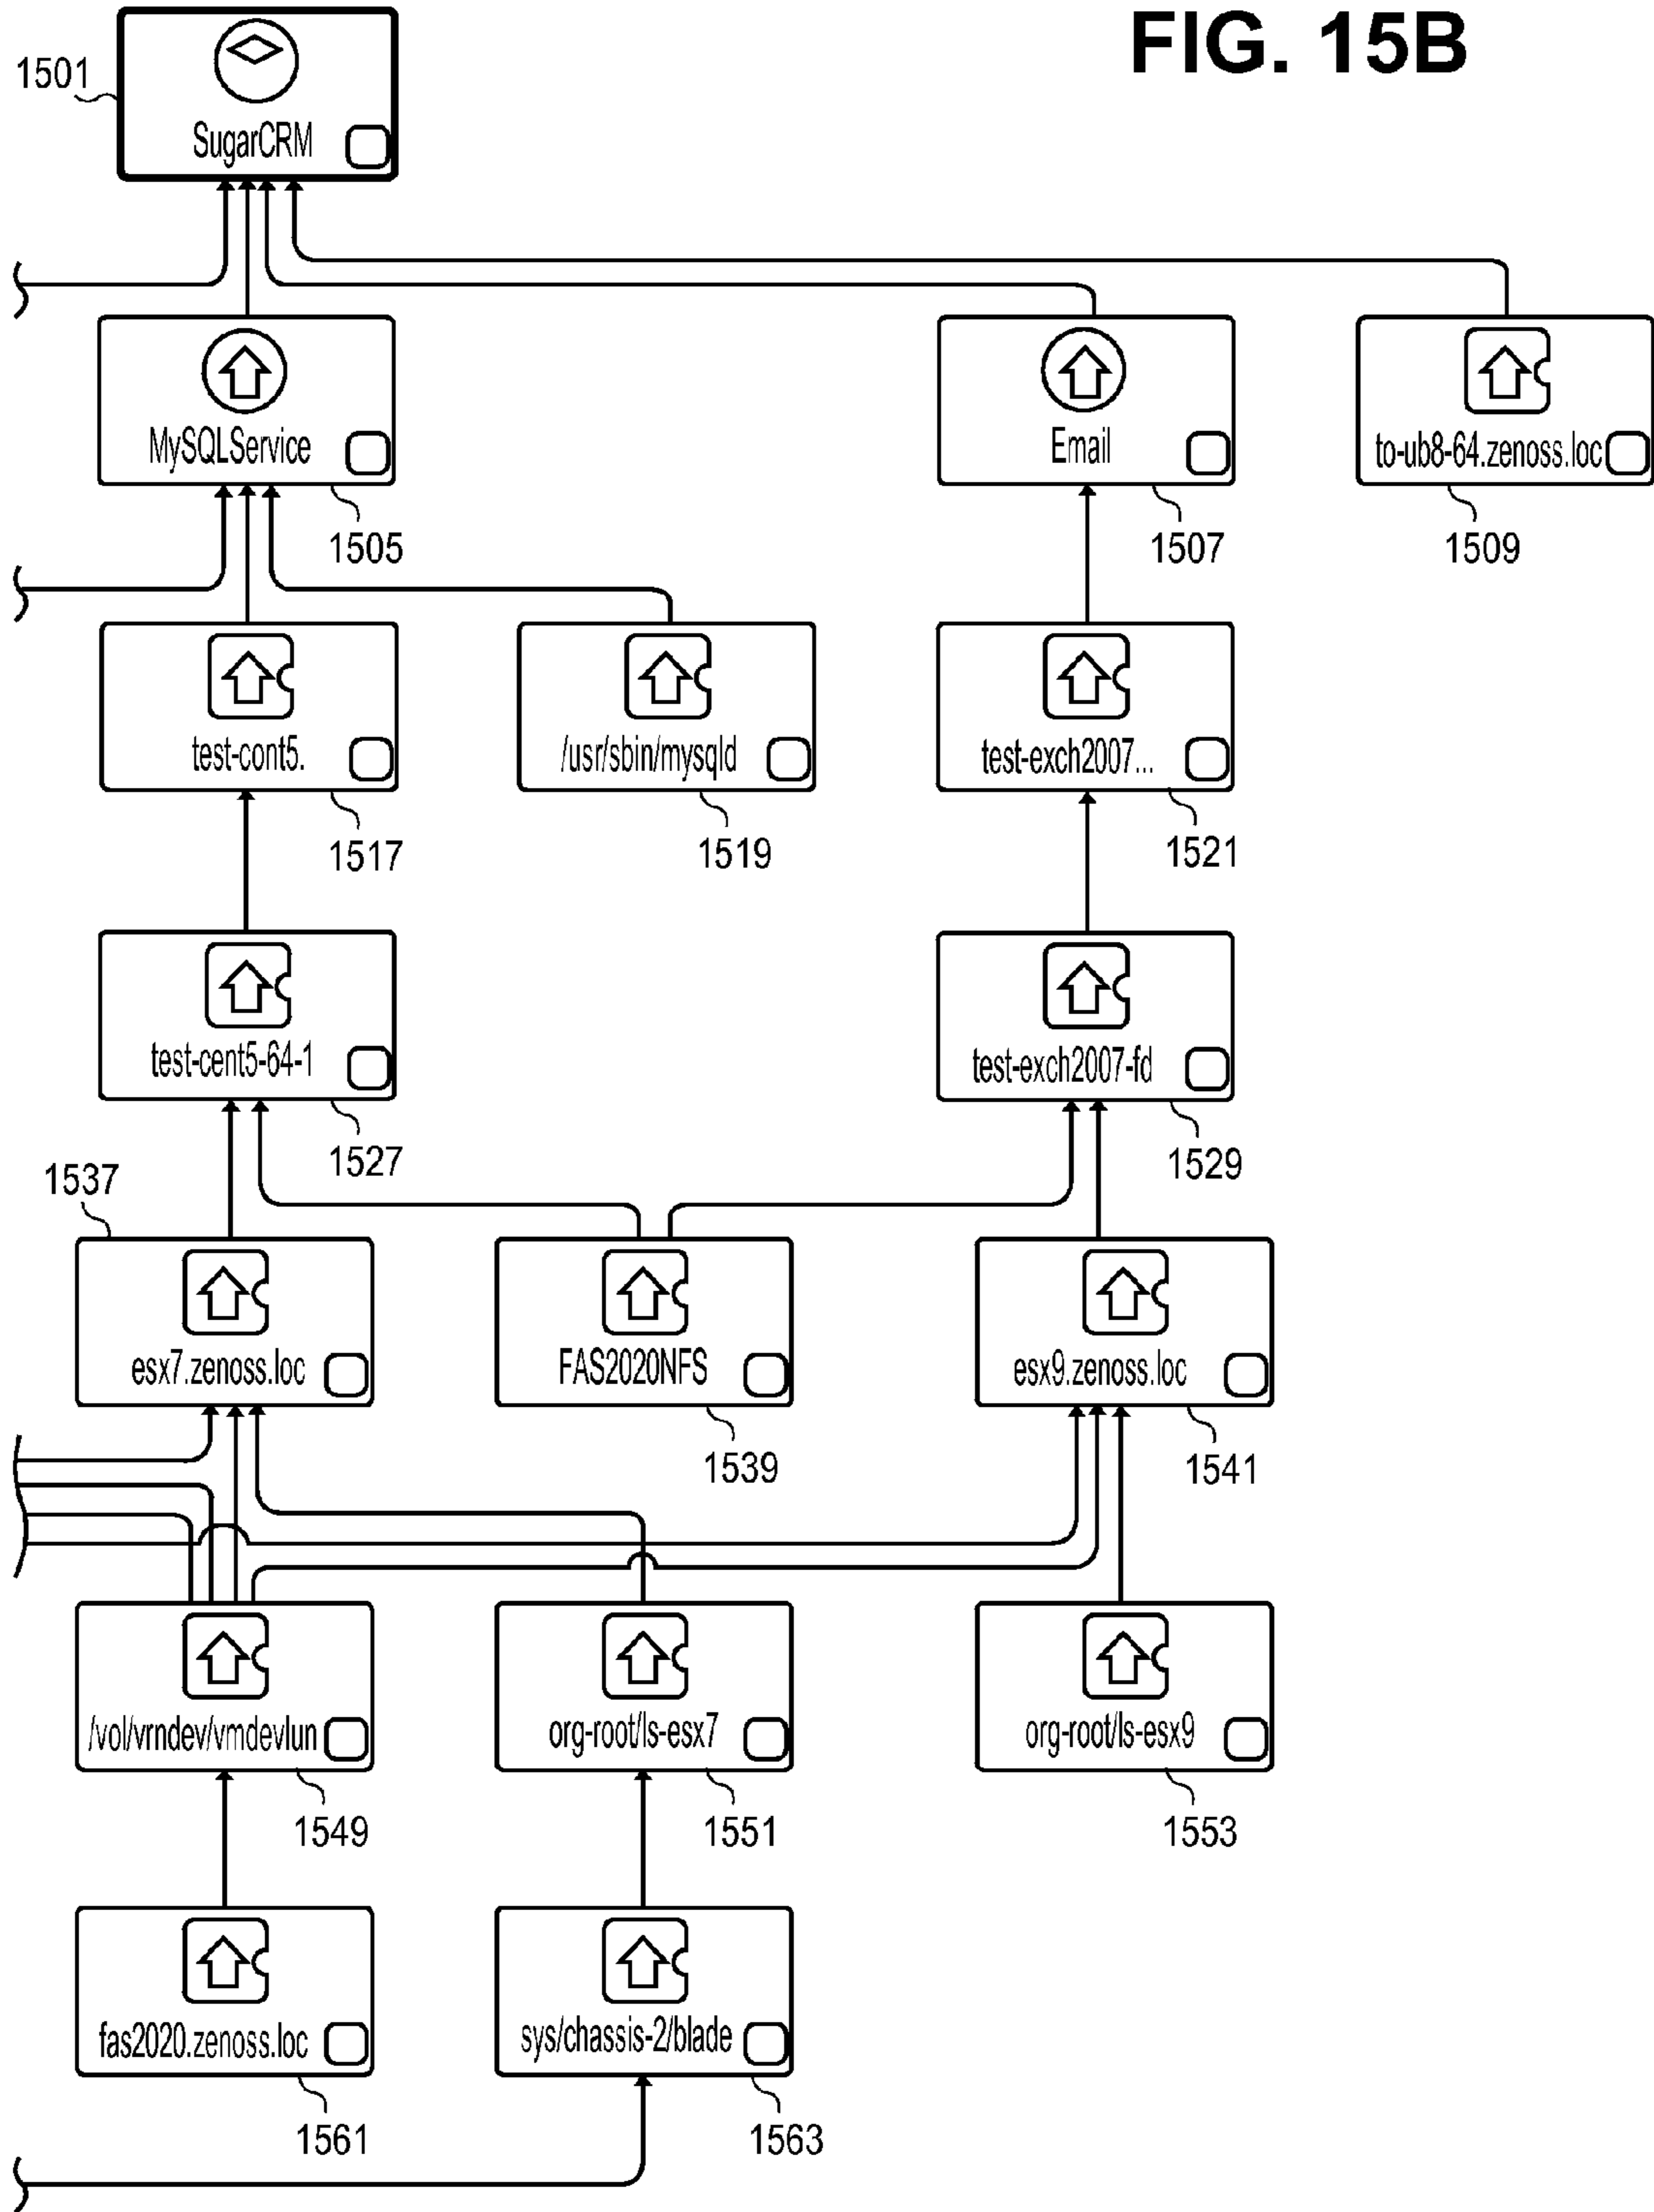 FIG. 15B
1501
SugarCRM
MySQLService
Email
to-ub8-64.zenoss.loc
1505
1507
1509
test-cont5.
/usr/sbin/mysqld
test-exch2007...
1517
1519
1521
test-cent5-64-1
test-exch2007-fd
1527
1529
1537
esx7.zenoss.loc
FAS2020NFS
esx9.zenoss.loc
1539
1541
/vol/vrndev/vmdevlun
org-root/ls-esx7
org-root/ls-esx9
1549
1551
1553
fas2020.zenoss.loc
sys/chassis-2/blade
1561
1563